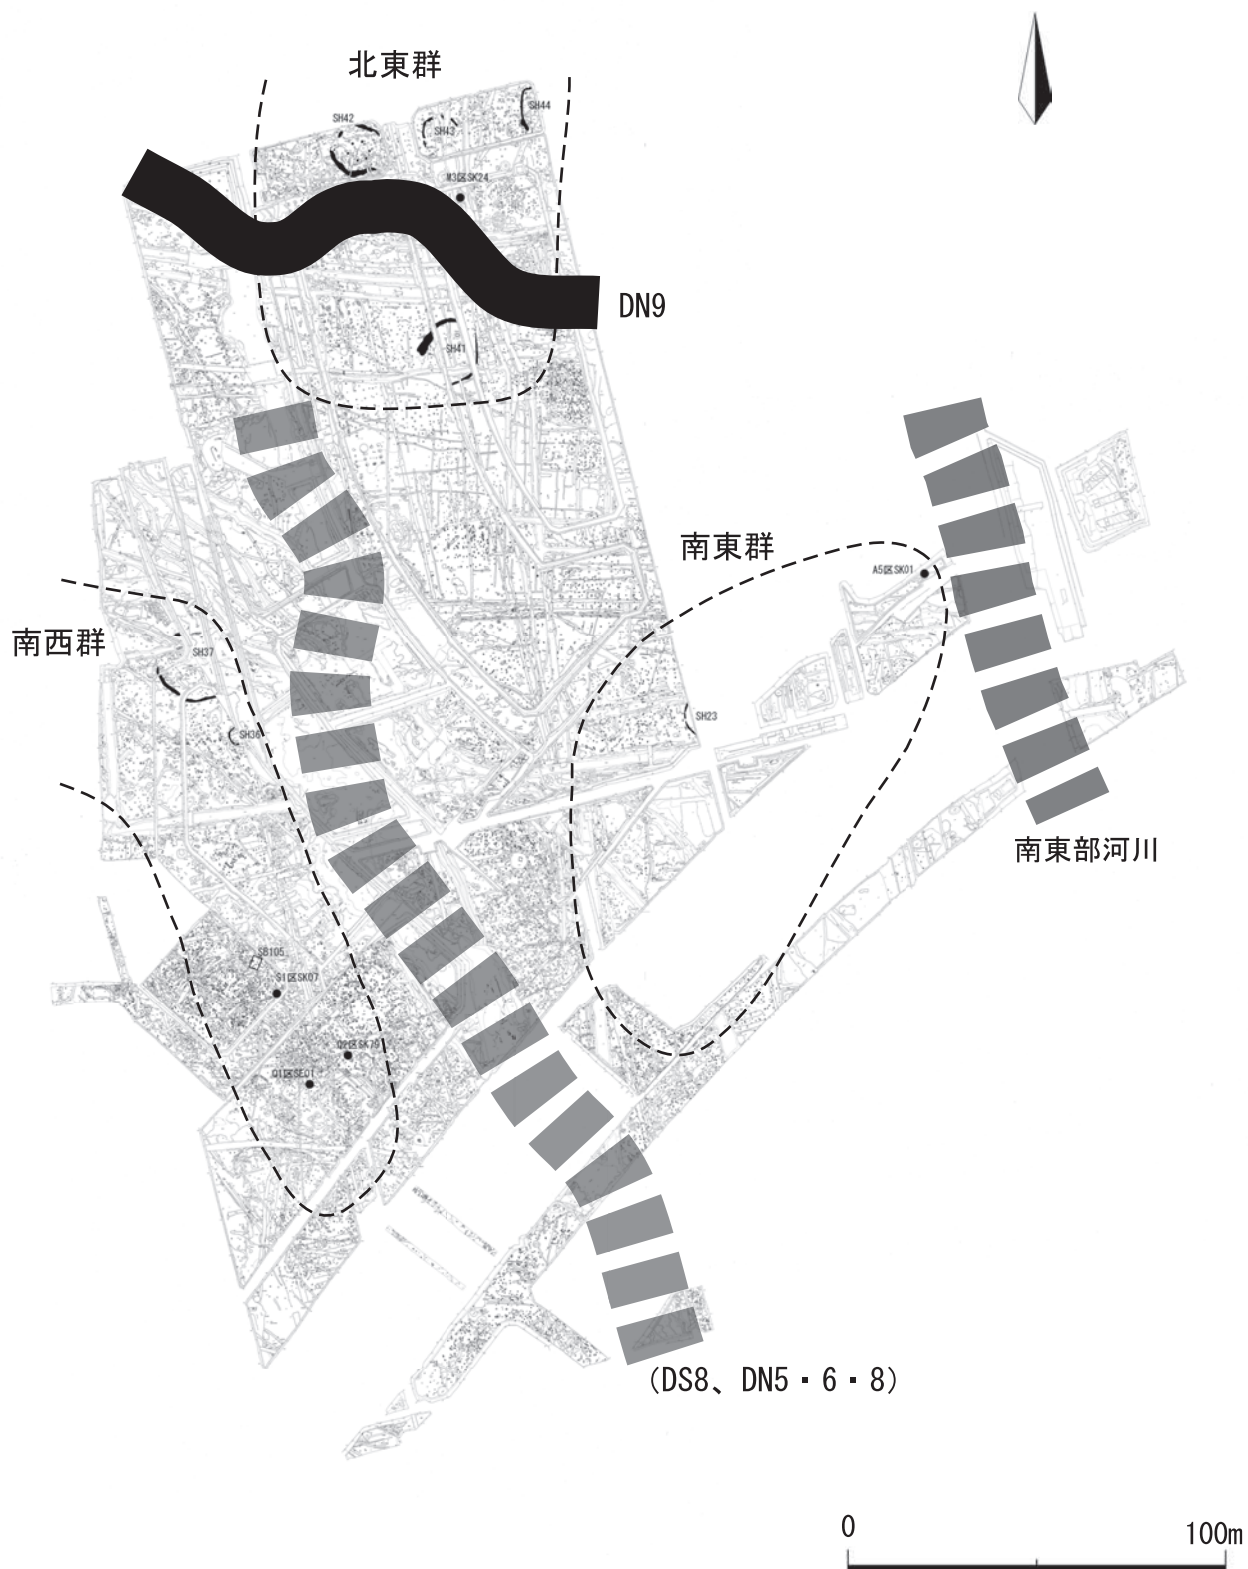 北東群
SH44
SH42
SH43
M3区SK24
DN9
SH41
南東群
A5区SK01
南西群
SH37
SH23
SH36
南東部河川
SB105
S1区SK07
Q2区SK79
Q1区SE01
(DS8、DN5・6・8)
0
100m